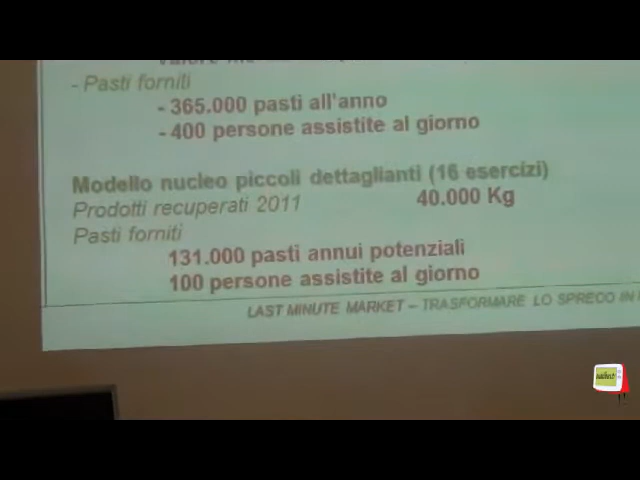 - Pasti forniti
- 365.000 pasti all'anno
- 400 persone assistite al giorno
Modello nucleo piccoli dettaglianti (16 esercizi)
Prodotti recuperati 2011 40.000 Kg
Pasti forniti
131.000 pasti annui potenziali
100 persone assistite al giorno
LAST MINUTE MARKET – TRASFORMARE LO SPRECO IN